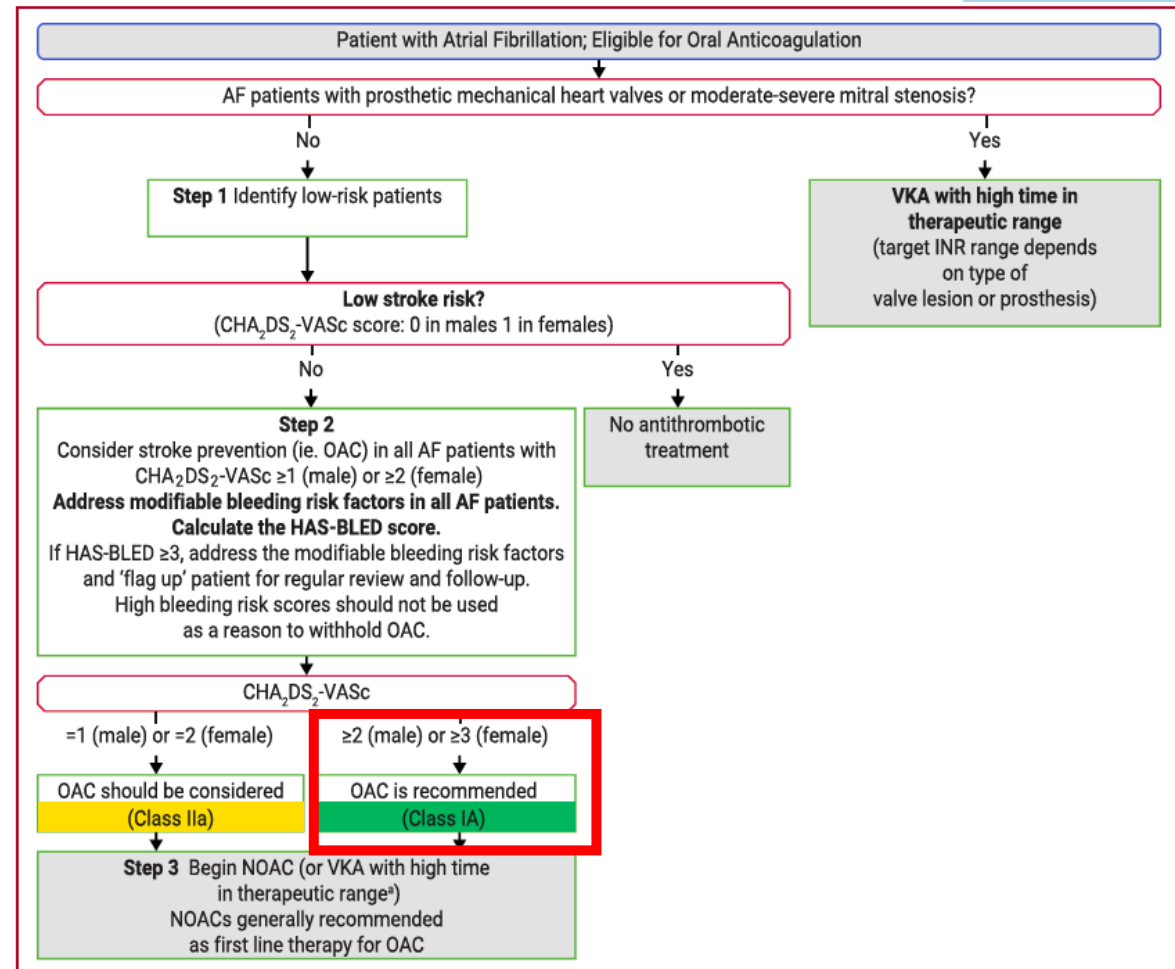 Patient with Atrial Fibrillation; Eligible for Oral Anticoagulation
AF patients with prosthetic mechanical heart valves or moderate-severe mitral stenosis?
No
Yes
Step 1 Identify low-risk patients
VKA with high time in
therapeutic range
(target INR range depends
on type of
valve lesion or prosthesis)
Low stroke risk?
(CHA₂DS₂-VASc score: 0 in males 1 in females)
No
Yes
Step 2
Consider stroke prevention (ie. OAC) in all AF patients with
CHA₂DS₂-VASc ≥1 (male) or ≥2 (female)
Address modifiable bleeding risk factors in all AF patients.
Calculate the HAS-BLED score.
If HAS-BLED ≥3, address the modifiable bleeding risk factors
and ‘flag up’ patient for regular review and follow-up.
High bleeding risk scores should not be used
as a reason to withhold OAC.
No antithrombotic
treatment
CHA₂DS₂-VASc
=1 (male) or =2 (female)
≥2 (male) or ≥3 (female)
OAC should be considered
(Class IIa)
OAC is recommended
(Class IA)
Step 3 Begin NOAC (or VKA with high time
in therapeutic rangeᵃ)
NOACs generally recommended
as first line therapy for OAC